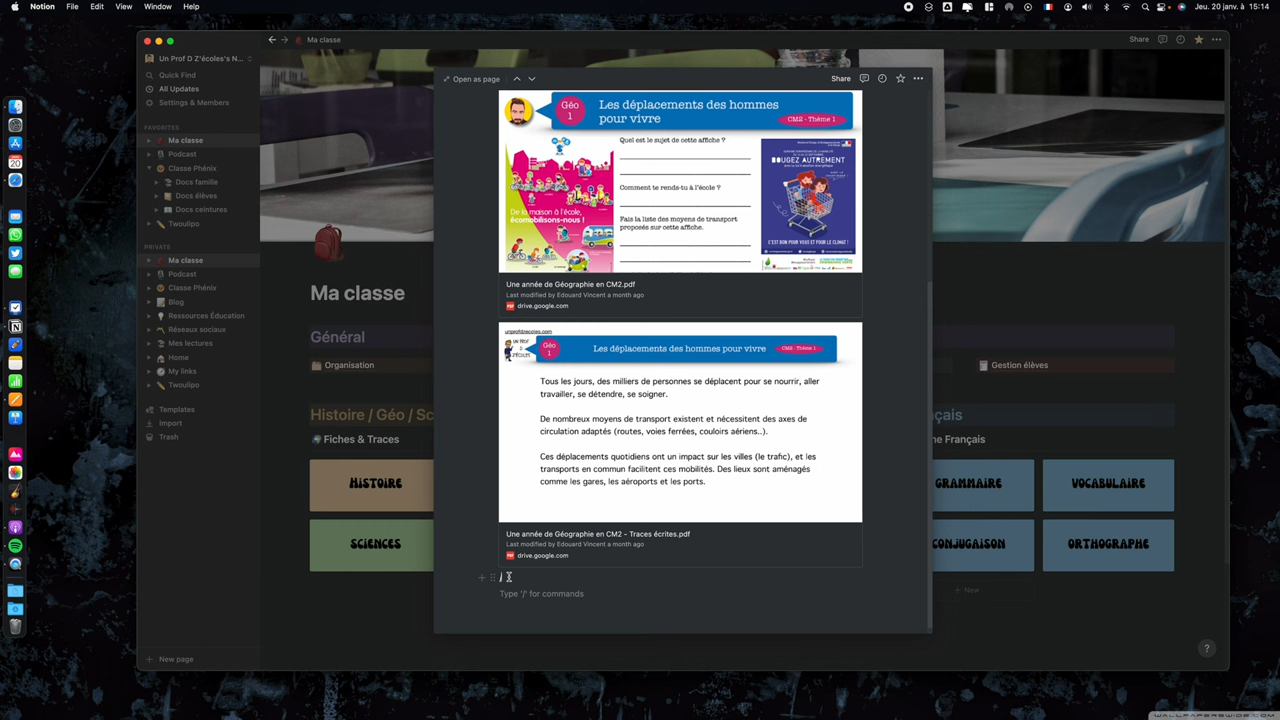 Notion File Edit View Window Help
Jeu. 20 janv. à 15:14
Ma classe
Share
Un Prof D Z'écoles's N...
Quick Find
All Updates
Settings & Members
FAVORITES
Ma classe
Podcast
Classe Phénix
Docs famille
Docs élèves
Docs ceintures
Twoulipo
PRIVATE
Ma classe
Podcast
Classe Phénix
Blog
Ressources Éducation
Réseaux sociaux
Mes lectures
Home
My links
Twoulipo
Templates
Import
Trash
New page
Ma classe
Général
Organisation
Gestion élèves
Histoire / Géo / Sc
Fiches & Traces
HISTOIRE
SCIENCES
GRAMMAIRE
VOCABULAIRE
CONJUGAISON
ORTHOGRAPHE
New
Open as page
Share
Géo
1
Les déplacements des hommes
pour vivre
CM2 - Thème 1
Quel est le sujet de cette affiche ?
Comment te rends-tu à l'école ?
Fais la liste des moyens de transport
proposés sur cette affiche.
De la maison à l'école,
écomobilisons-nous !
BOUGEZ AUTREMENT
C'EST BON POUR VOUS ET POUR LE CLIMAT !
Une année de Géographie en CM2.pdf
Last modified by Edouard Vincent a month ago
PDF drive.google.com
unprofdzecoles.com
UN PROF
D
Z'ÉCOLES
Géo
1
Les déplacements des hommes pour vivre
CM2 - Thème 1
Tous les jours, des milliers de personnes se déplacent pour se nourrir, aller
travailler, se détendre, se soigner.
De nombreux moyens de transport existent et nécessitent des axes de
circulation adaptés (routes, voies ferrées, couloirs aériens..).
Ces déplacements quotidiens ont un impact sur les villes (le trafic), et les
transports en commun facilitent ces mobilités. Des lieux sont aménagés
comme les gares, les aéroports et les ports.
Une année de Géographie en CM2 - Traces écrites.pdf
Last modified by Edouard Vincent a month ago
PDF drive.google.com
/
Type '/' for commands
?
WALLPAPERSWIDE.COM